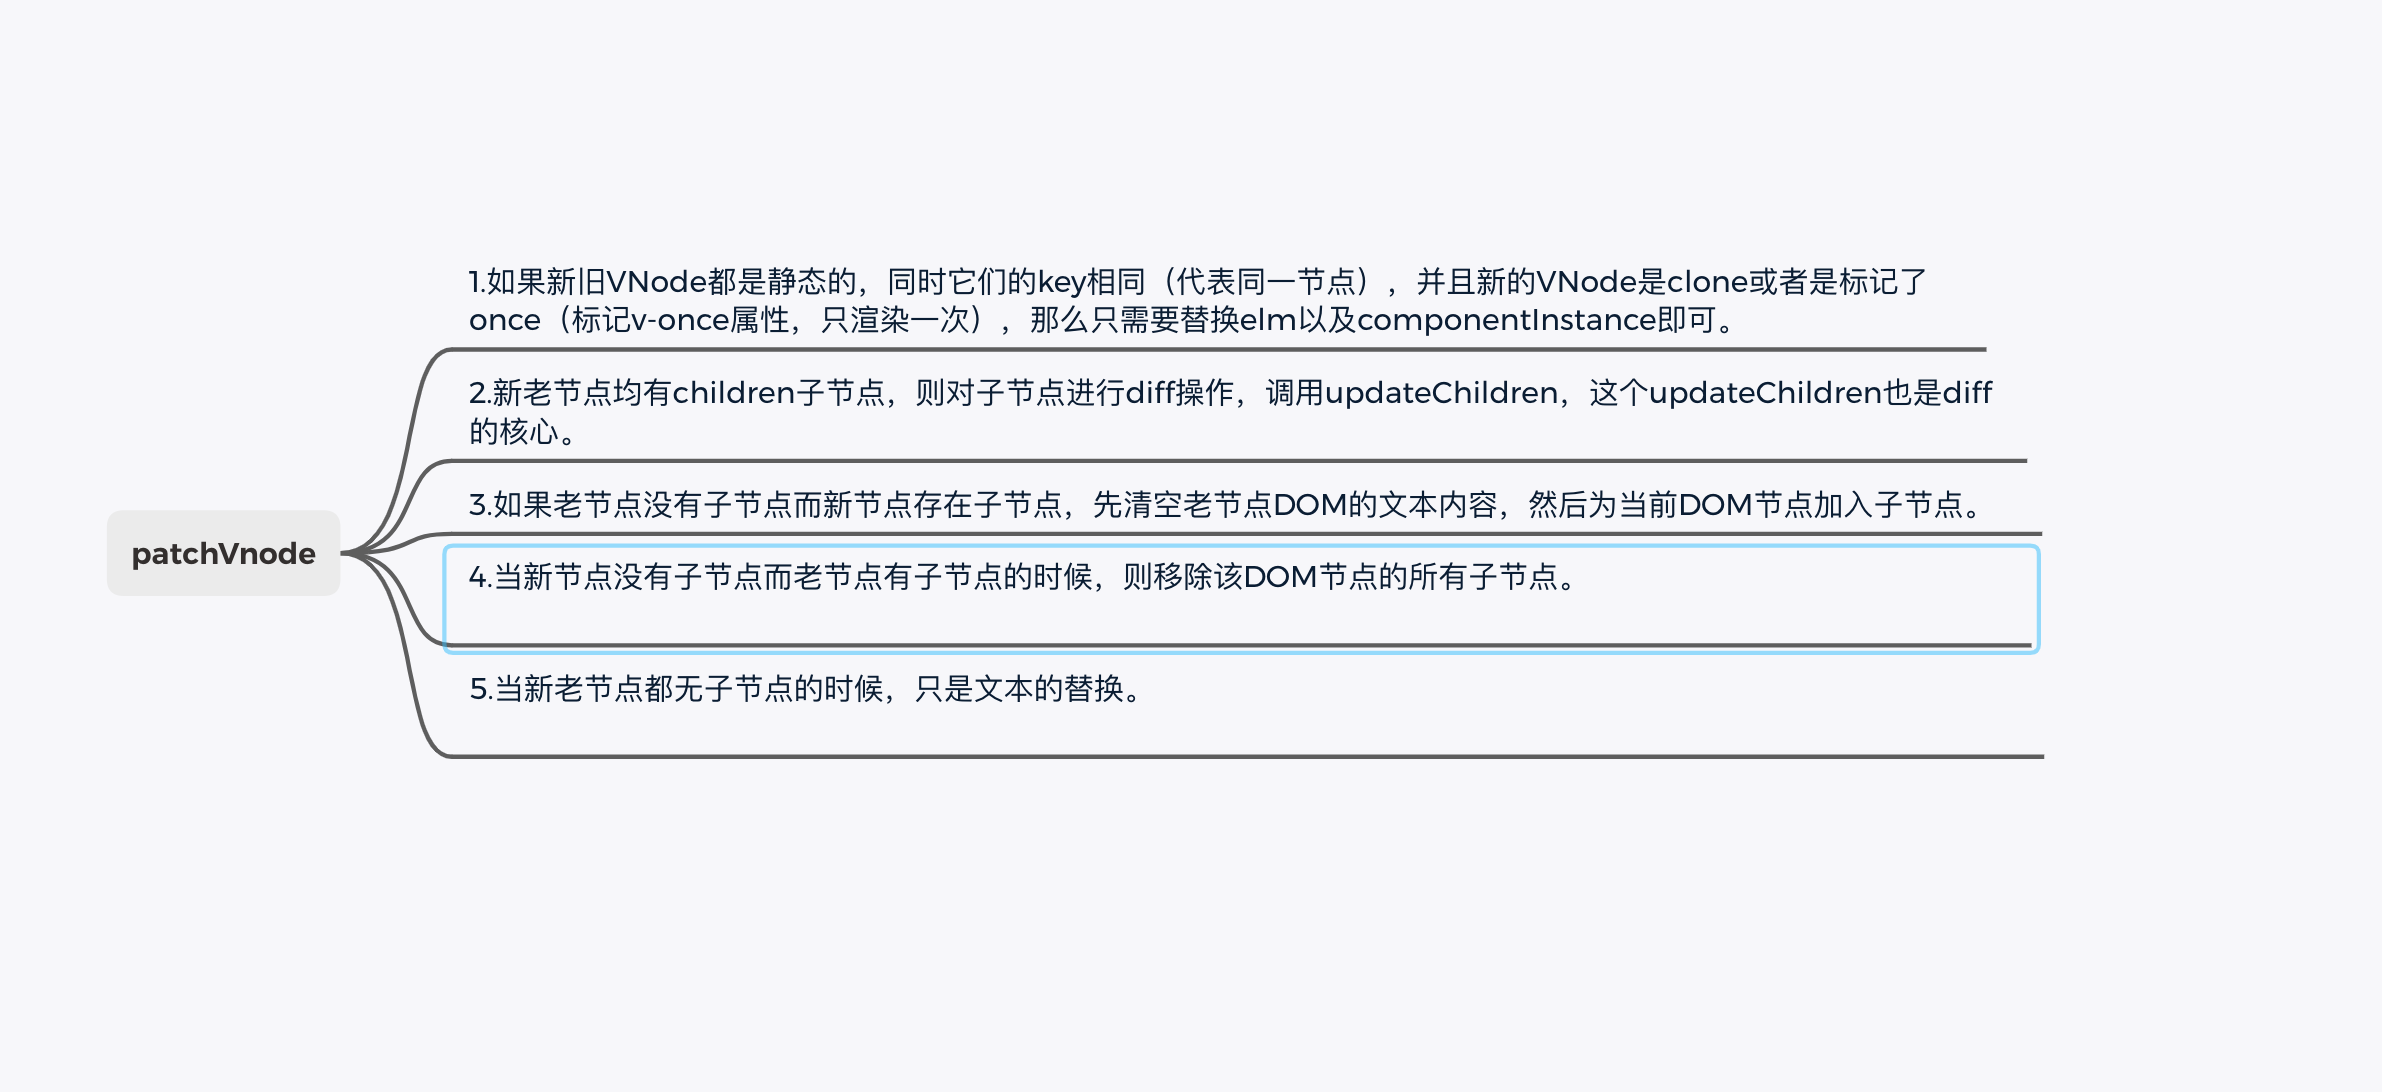 patchVnode
1.如果新旧VNode都是静态的，同时它们的key相同（代表同一节点），并且新的VNode是clone或者是标记了
once（标记v-once属性，只渲染一次），那么只需要替换elm以及componentInstance即可。
2.新老节点均有children子节点，则对子节点进行diff操作，调用updateChildren，这个updateChildren也是diff
的核心。
3.如果老节点没有子节点而新节点存在子节点，先清空老节点DOM的文本内容，然后为当前DOM节点加入子节点。
4.当新节点没有子节点而老节点有子节点的时候，则移除该DOM节点的所有子节点。
5.当新老节点都无子节点的时候，只是文本的替换。